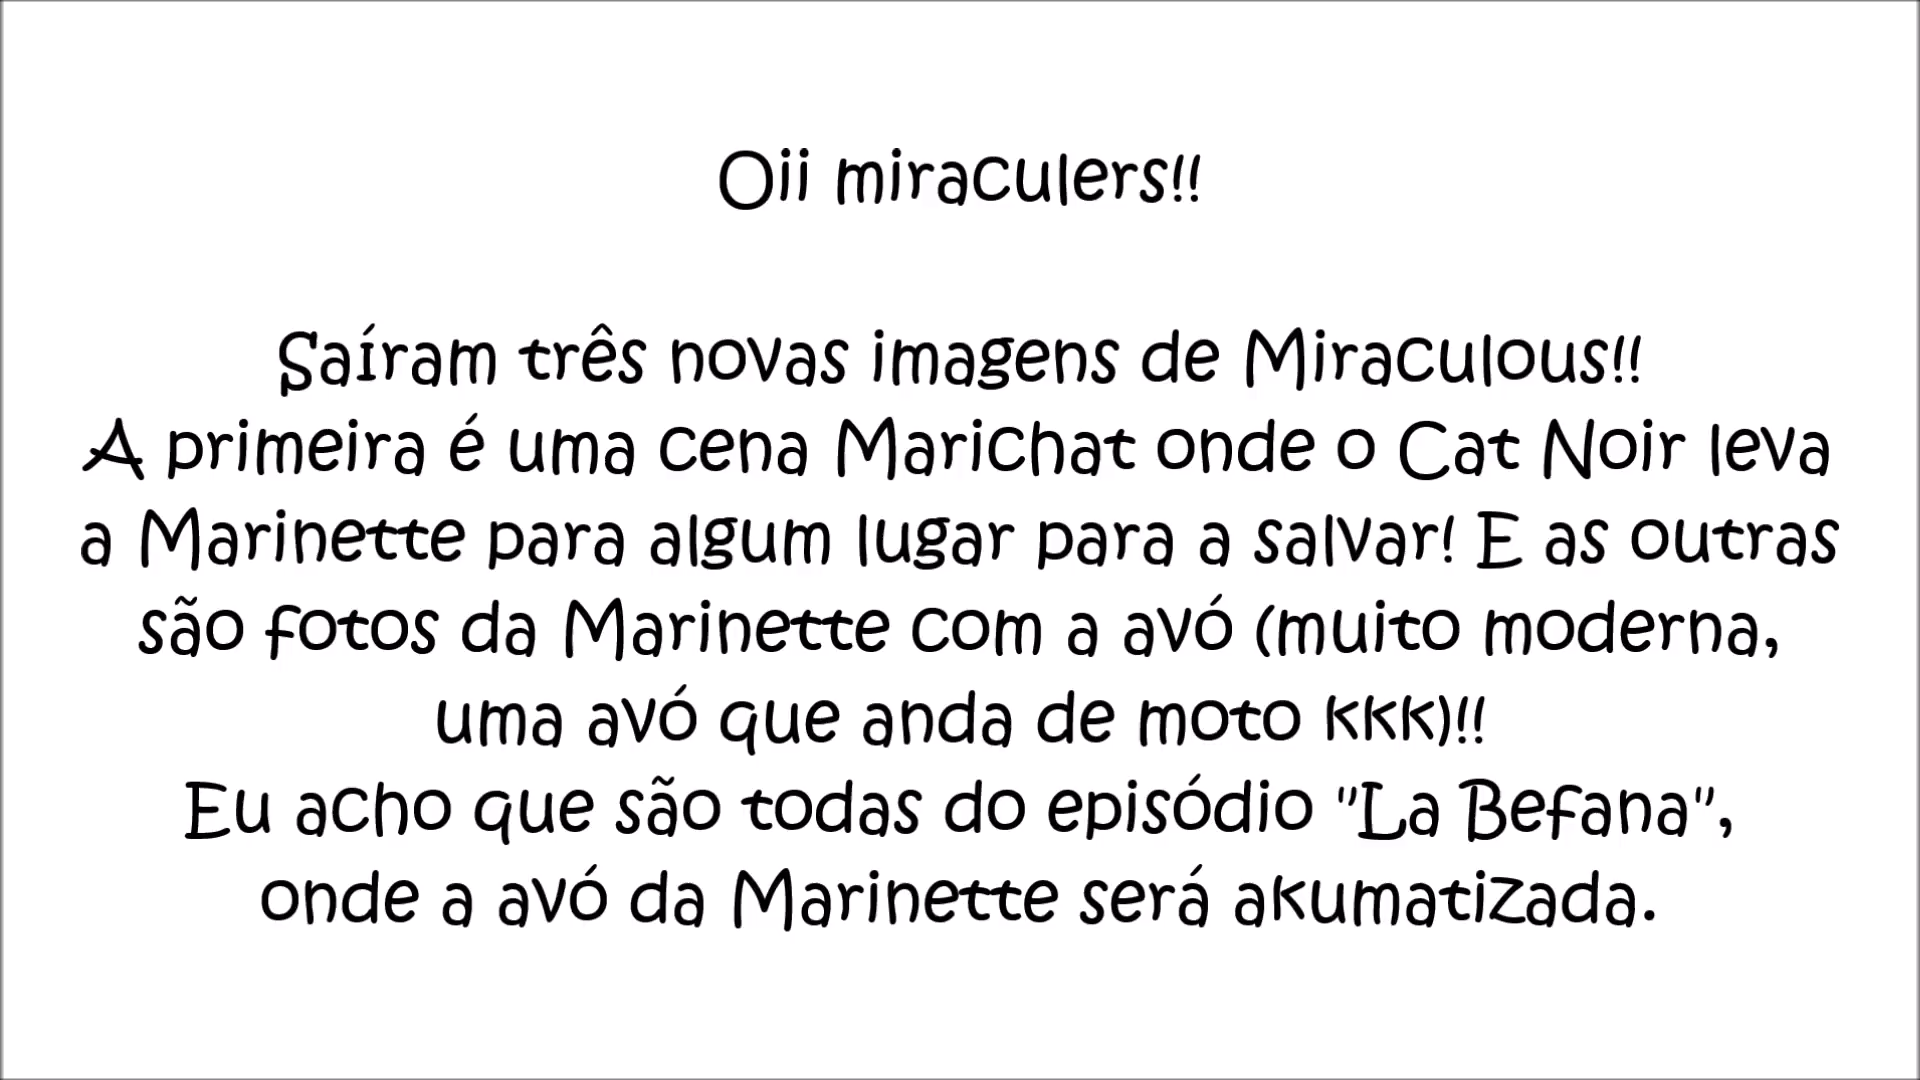 Oii miraculers!!
Saíram três novas imagens de Miraculous!!
A primeira é uma cena Marichat onde o Cat Noir leva
a Marinette para algum lugar para a salvar! E as outras
são fotos da Marinette com a avó (muito moderna,
uma avó que anda de moto kkk)!!
Eu acho que são todas do episódio "La Befana",
onde a avó da Marinette será akumatizada.